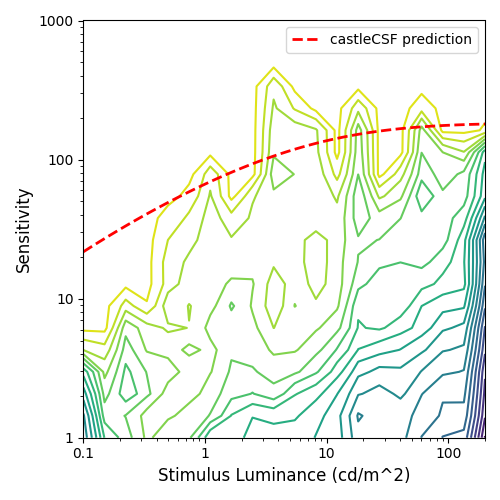 1000
castleCSF prediction
100
Sensitivity
10
1
0.1 1 10 100
Stimulus Luminance (cd/m^2)